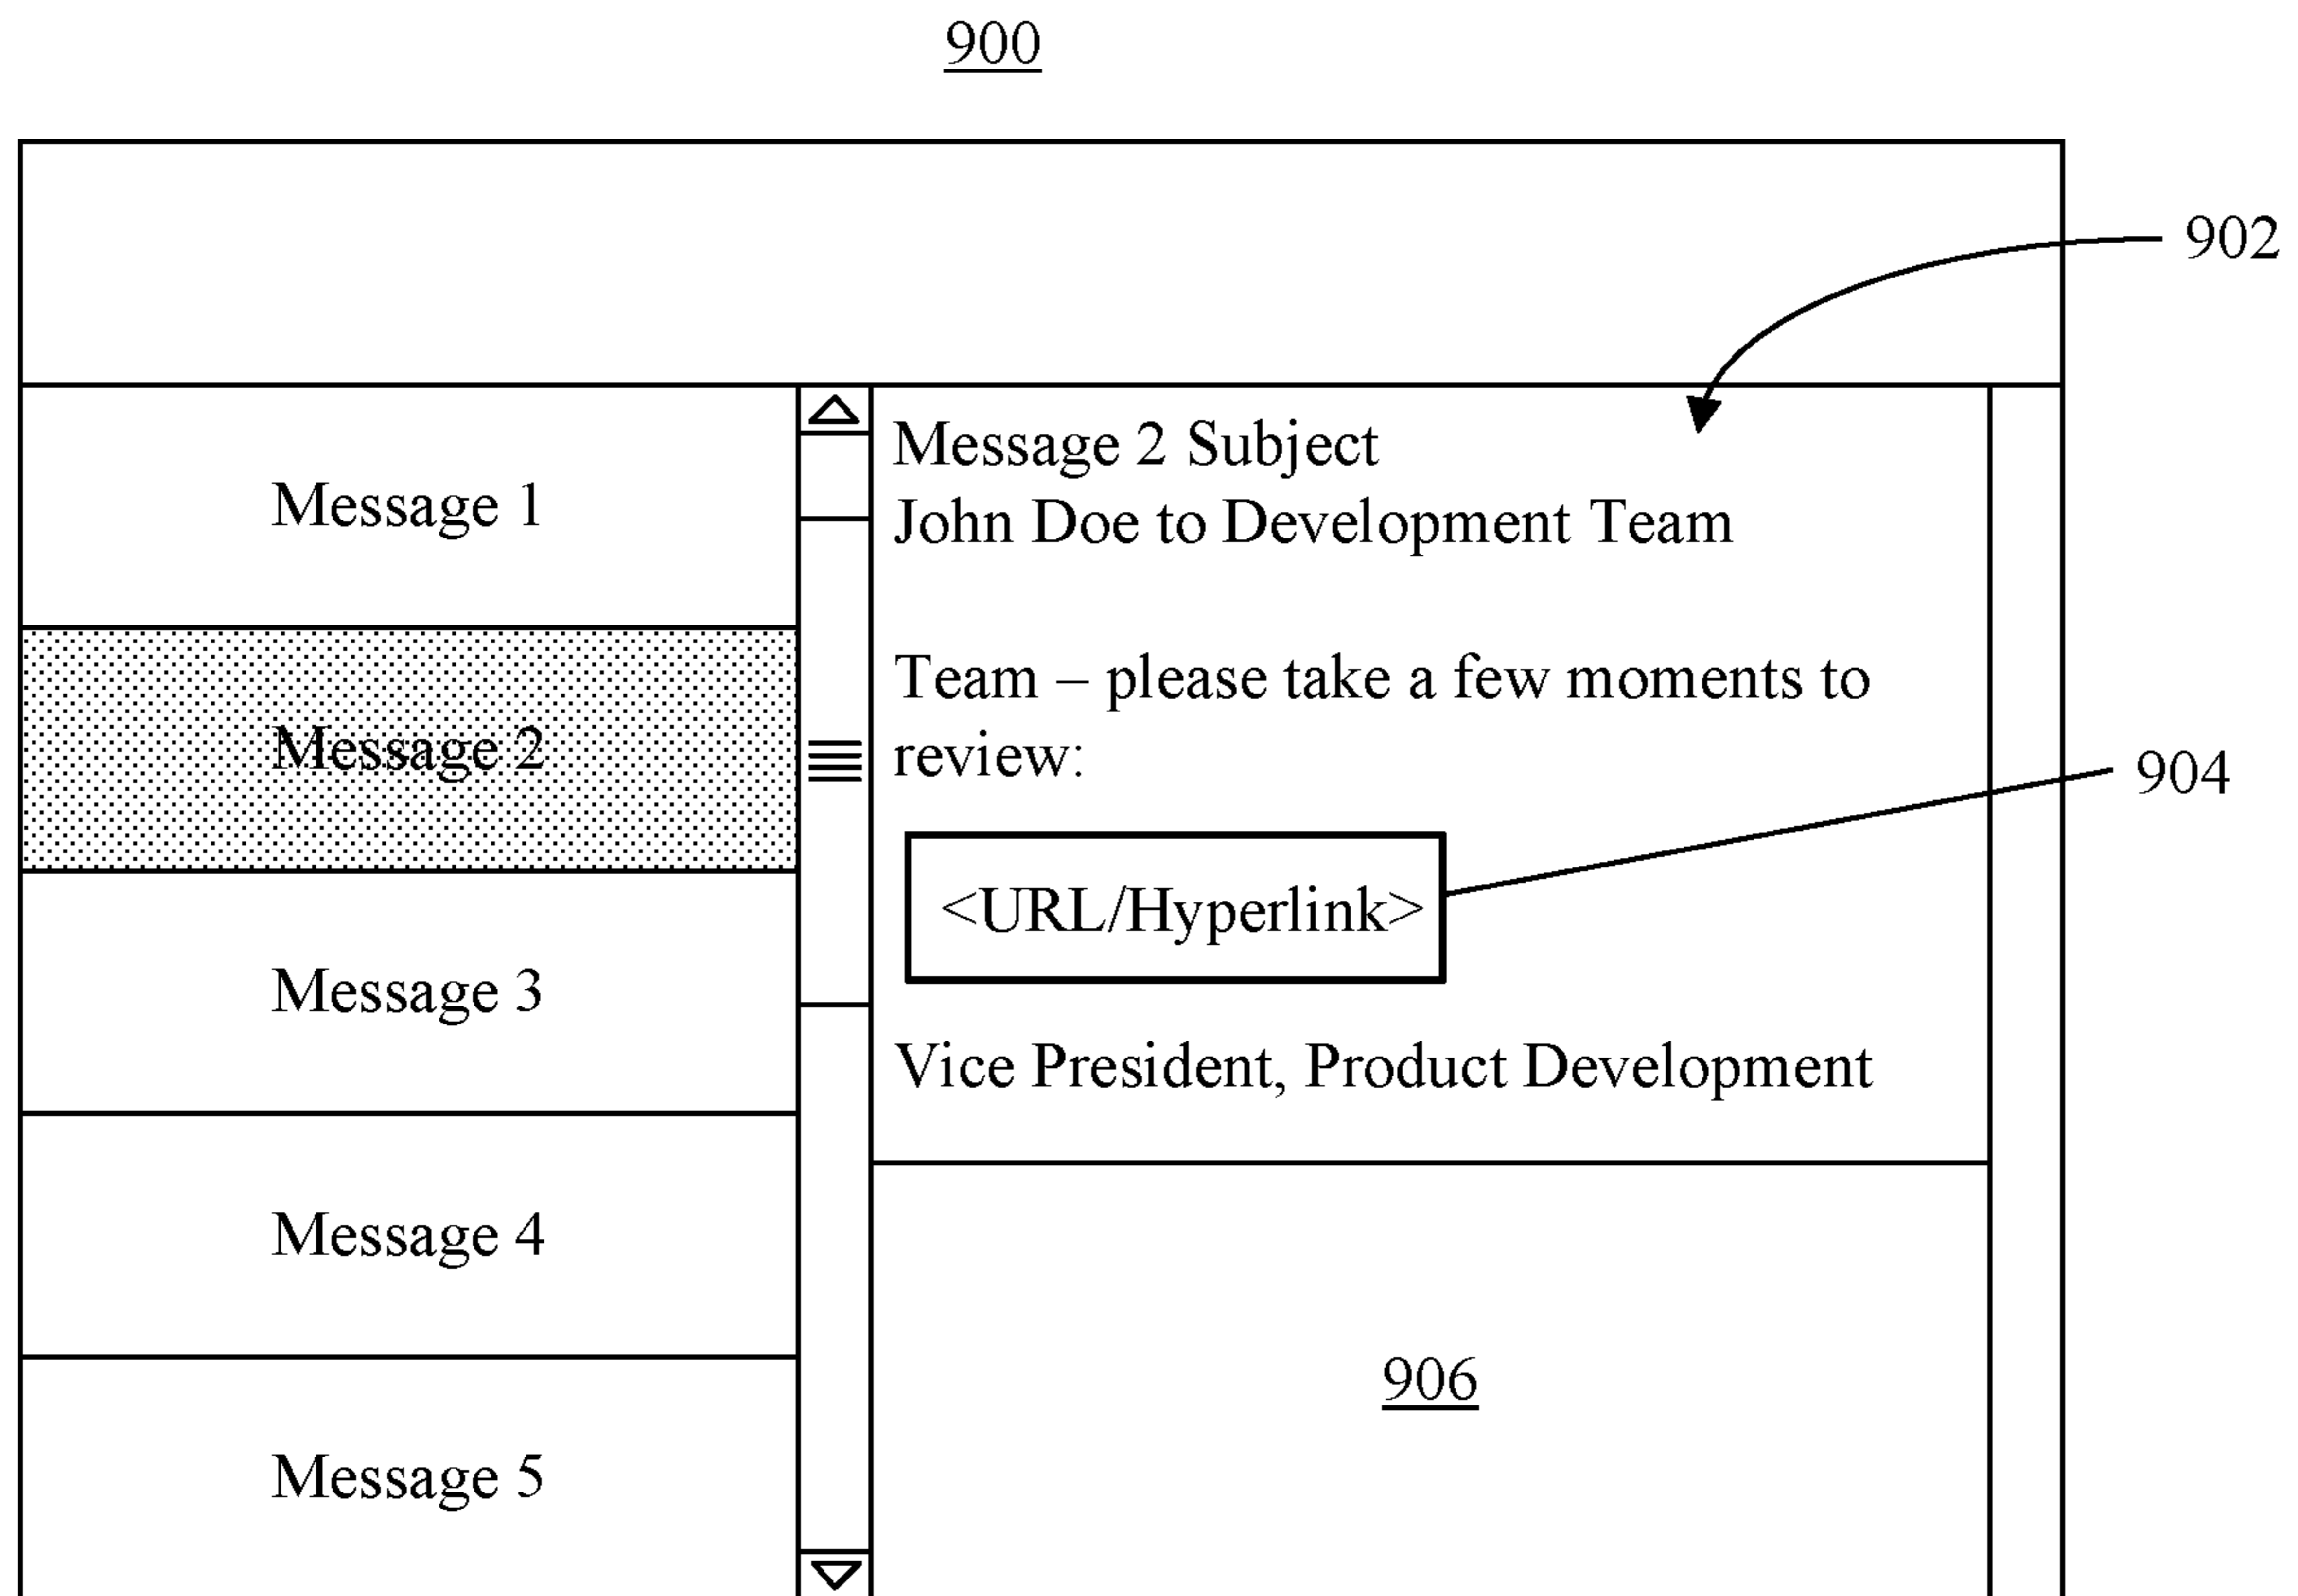 900
902
Message 1
Message 2
Message 3
Message 4
Message 5
Message 2 Subject
John Doe to Development Team
Team – please take a few moments to
review:
<URL/Hyperlink>
904
Vice President, Product Development
906